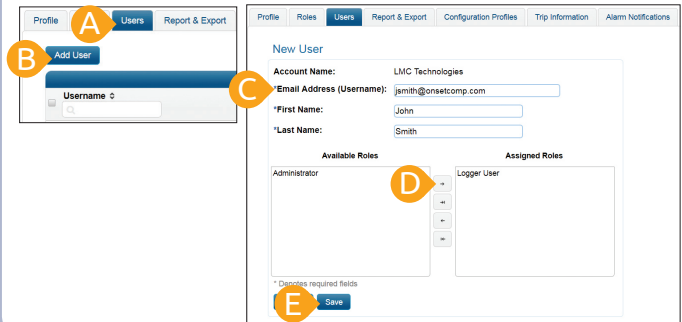 Profile A Users Report & Export
B Add User
Username
Profile Roles Users Report & Export Configuration Profiles Trip Information Alarm Notifications
New User
Account Name: LMC Technologies
C *Email Address (Username): jsmith@onsetcomp.com
*First Name: John
*Last Name: Smith
Available Roles Assigned Roles
Administrator D Logger User
* Denotes required fields
E Save